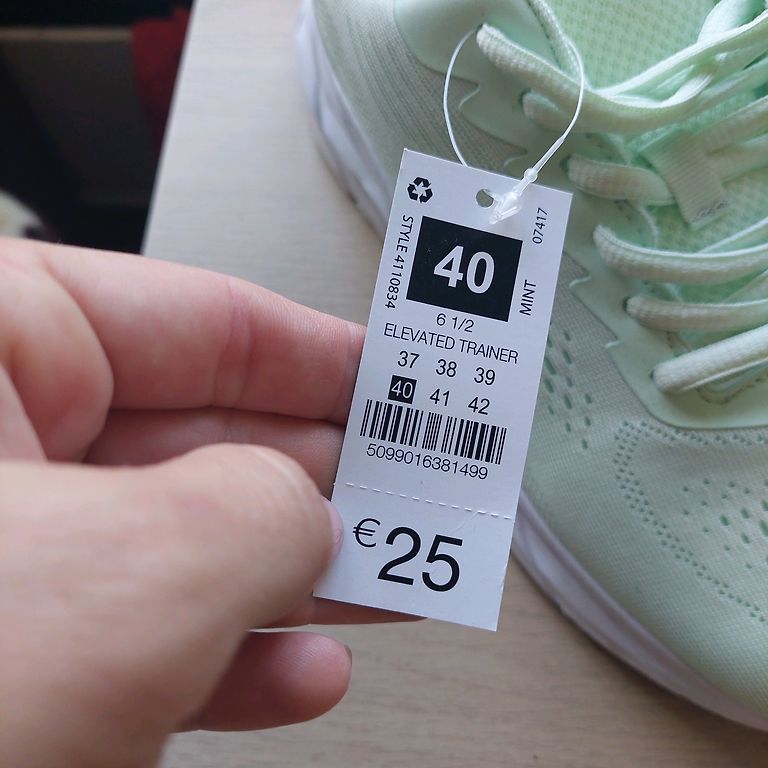 STYLE 4110834
07417
40
MINT
6 1/2
ELEVATED TRAINER
37 38 39
40 41 42
5099016381499
€25